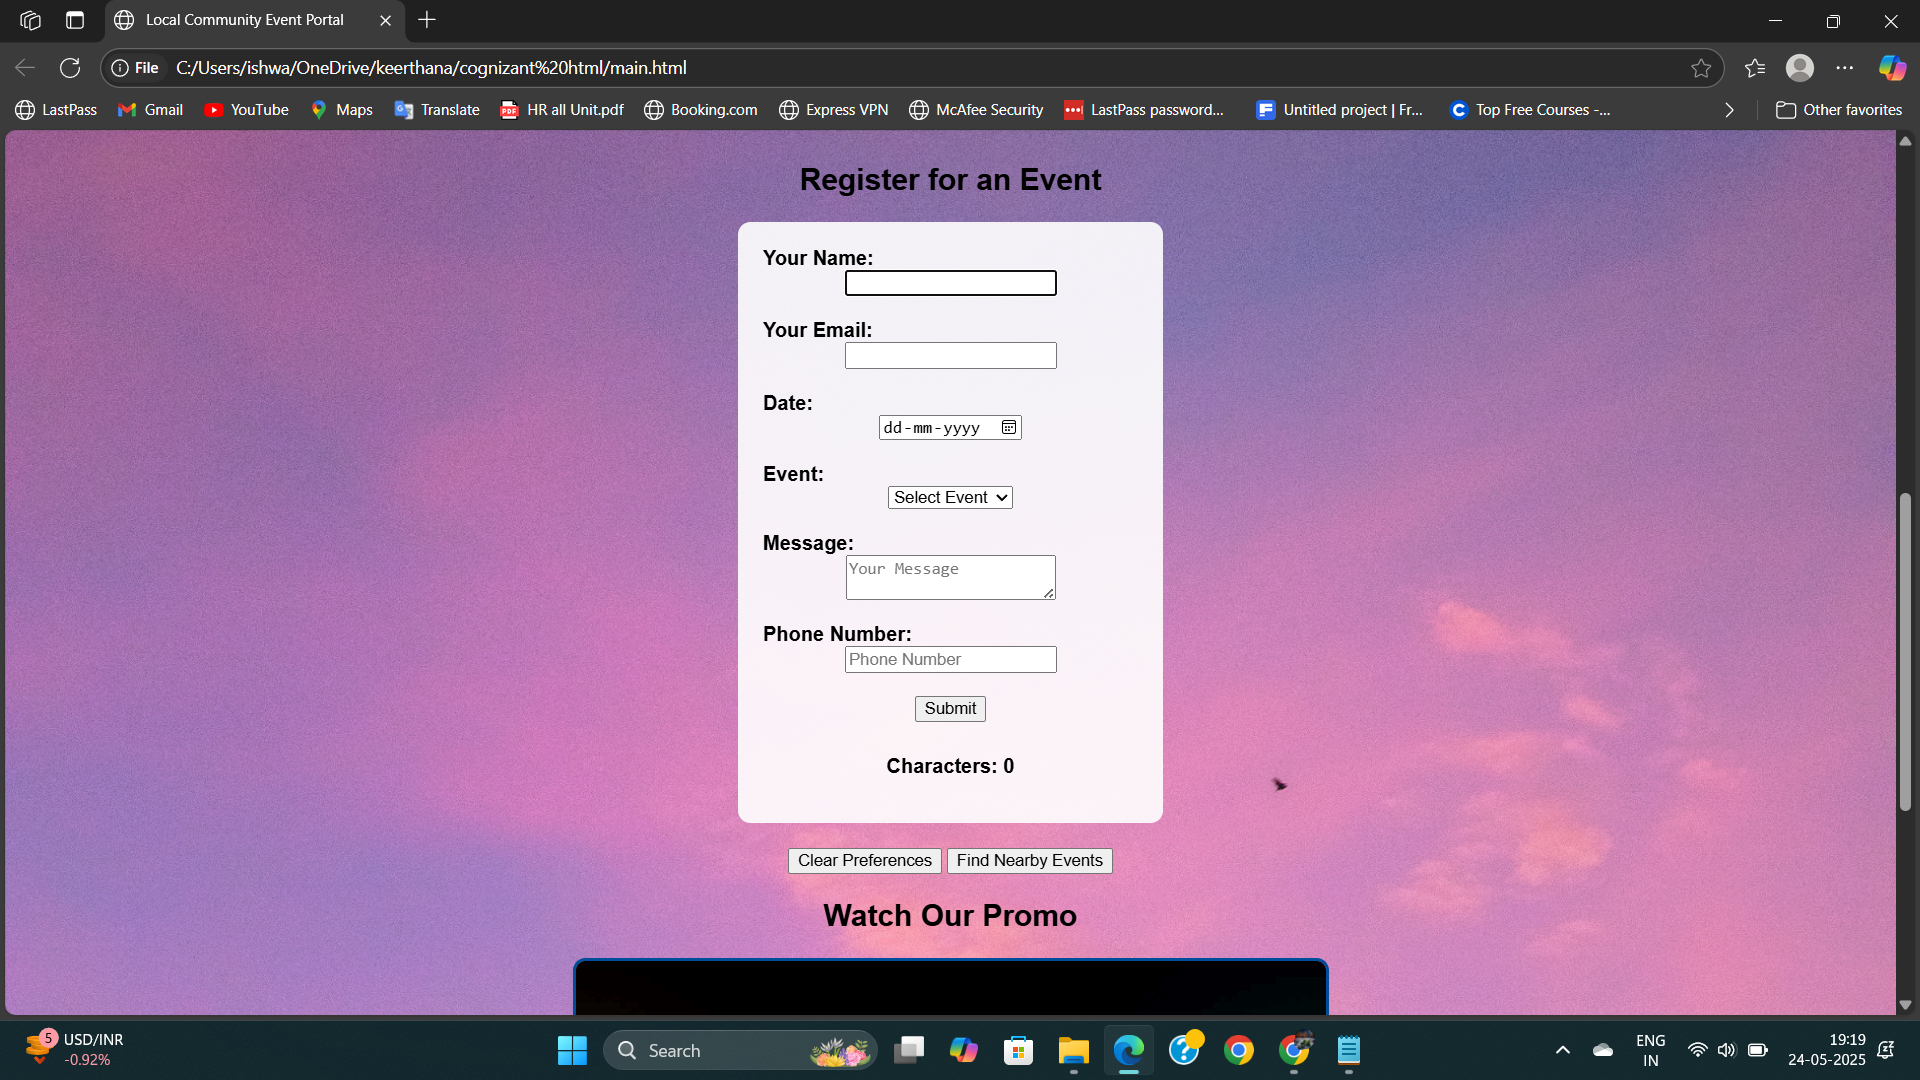 Local Community Event Portal
File C:/Users/ishwa/OneDrive/keerthana/cognizant%20html/main.html
LastPass Gmail YouTube Maps Translate HR all Unit.pdf Booking.com Express VPN McAfee Security LastPass password... Untitled project | Fr... Top Free Courses -... Other favorites
Register for an Event
Your Name:
Your Email:
Date:
dd-mm-yyyy
Event:
Select Event
Message:
Your Message
Phone Number:
Phone Number
Submit
Characters: 0
Clear Preferences Find Nearby Events
Watch Our Promo
5 USD/INR
-0.92%
Search
ENG
IN
19:19
24-05-2025